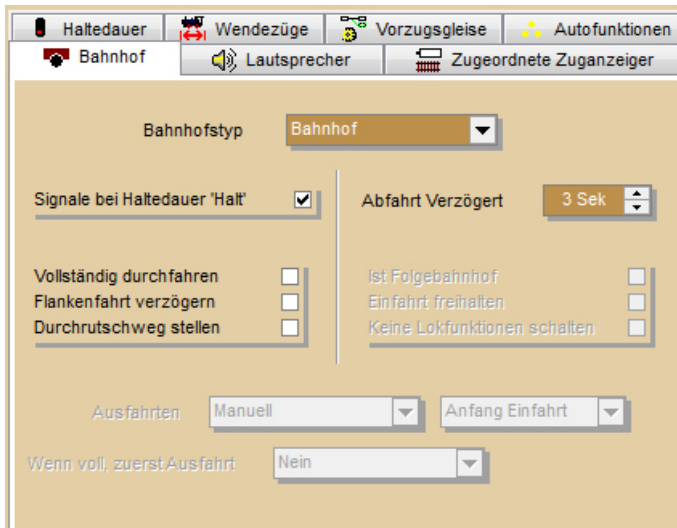 Haltedauer Wendezüge Vorzugsgleise Autofunktionen
Bahnhof Lautsprecher Zugeordnete Zuganzeiger
Bahnhofstyp Bahnhof
Signale bei Haltedauer 'Halt' Abfahrt Verzögert 3 Sek
Vollständig durchfahren Ist Folgebahnhof
Flankenfahrt verzögern Einfahrt freihalten
Durchrutschweg stellen Keine Lokfunktionen schalten
Ausfahrten Manuell Anfang Einfahrt
Wenn voll, zuerst Ausfahrt Nein